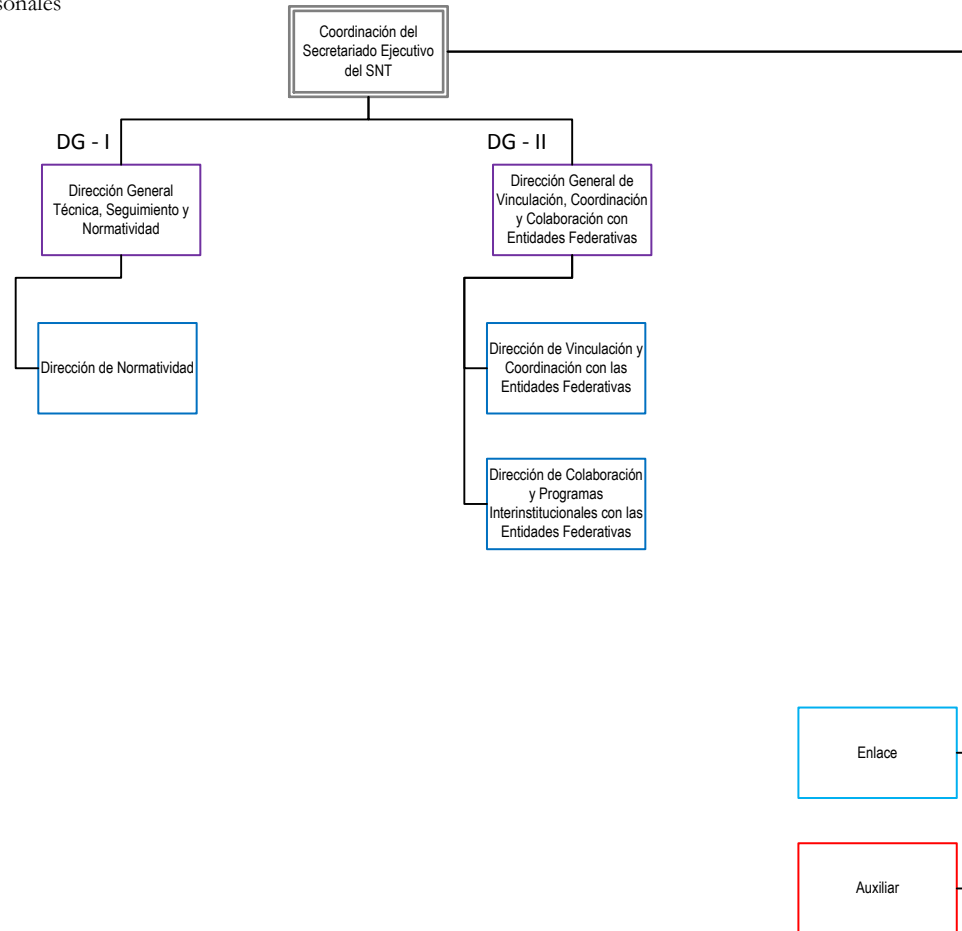 sonales
Coordinación del
Secretariado Ejecutivo
del SNT
DG - I
DG - II
Dirección General
Técnica, Seguimiento y
Normatividad
Dirección General de
Vinculación, Coordinación
y Colaboración con
Entidades Federativas
Dirección de Normatividad
Dirección de Vinculación y
Coordinación con las
Entidades Federativas
Dirección de Colaboración
y Programas
Interinstitucionales con las
Entidades Federativas
Enlace
Auxiliar